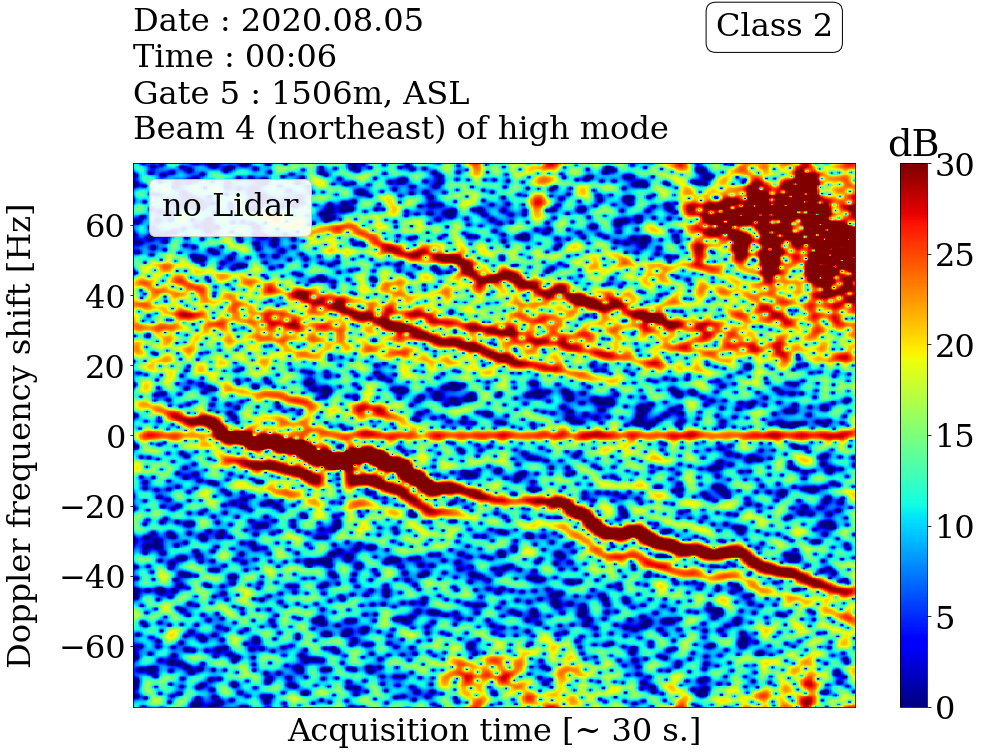 Date : 2020.08.05
Time : 00:06
Gate 5 : 1506m, ASL
Beam 4 (northeast) of high mode
Class 2
dB
no Lidar
Doppler frequency shift [Hz]
60
40
20
0
−20
−40
−60
30
25
20
15
10
5
0
Acquisition time [~ 30 s.]